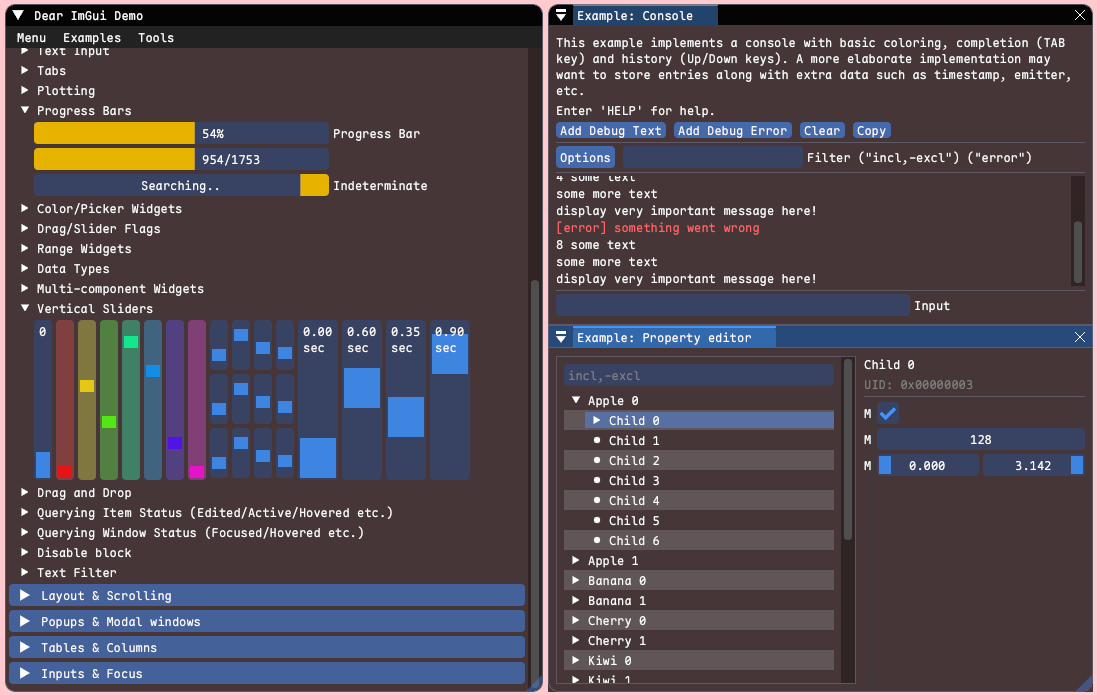 Dear ImGui Demo
Menu Examples Tools
Text Input
Tabs
Plotting
Progress Bars
54% Progress Bar
954/1753
Searching.. Indeterminate
Color/Picker Widgets
Drag/Slider Flags
Range Widgets
Data Types
Multi-component Widgets
Vertical Sliders
0 0.00 0.60 0.35 0.90
sec sec sec sec
Drag and Drop
Querying Item Status (Edited/Active/Hovered etc.)
Querying Window Status (Focused/Hovered etc.)
Disable block
Text Filter
Layout & Scrolling
Popups & Modal windows
Tables & Columns
Inputs & Focus
Example: Console
This example implements a console with basic coloring, completion (TAB
key) and history (Up/Down keys). A more elaborate implementation may
want to store entries along with extra data such as timestamp, emitter,
etc.
Enter 'HELP' for help.
Add Debug Text Add Debug Error Clear Copy
Options Filter ("incl,-excl") ("error")
4 some text
some more text
display very important message here!
[error] something went wrong
8 some text
some more text
display very important message here!
Input
Example: Property editor
incl,-excl
Apple 0
Child 0
Child 1
Child 2
Child 3
Child 4
Child 5
Child 6
Apple 1
Banana 0
Banana 1
Cherry 0
Cherry 1
Kiwi 0
Kiwi 1
Child 0
UID: 0x00000003
M
M 128
M 0.000 3.142